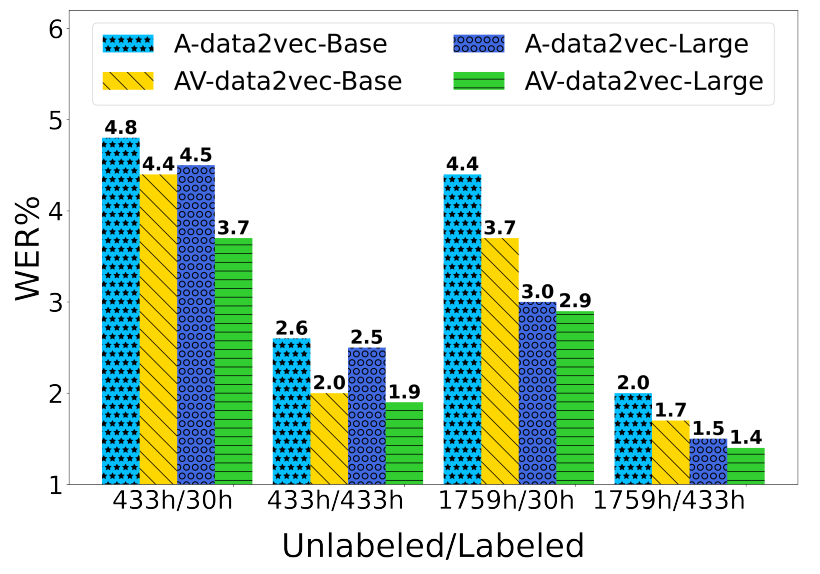 6
A-data2vec-Base A-data2vec-Large
AV-data2vec-Base AV-data2vec-Large
5
4.8
4.4 4.5 4.4
4
3.7 3.7
WER%
3
3.0 2.9
2.6 2.5
2
2.0 1.9 2.0
1.7 1.5 1.4
1
433h/30h 433h/433h 1759h/30h 1759h/433h
Unlabeled/Labeled